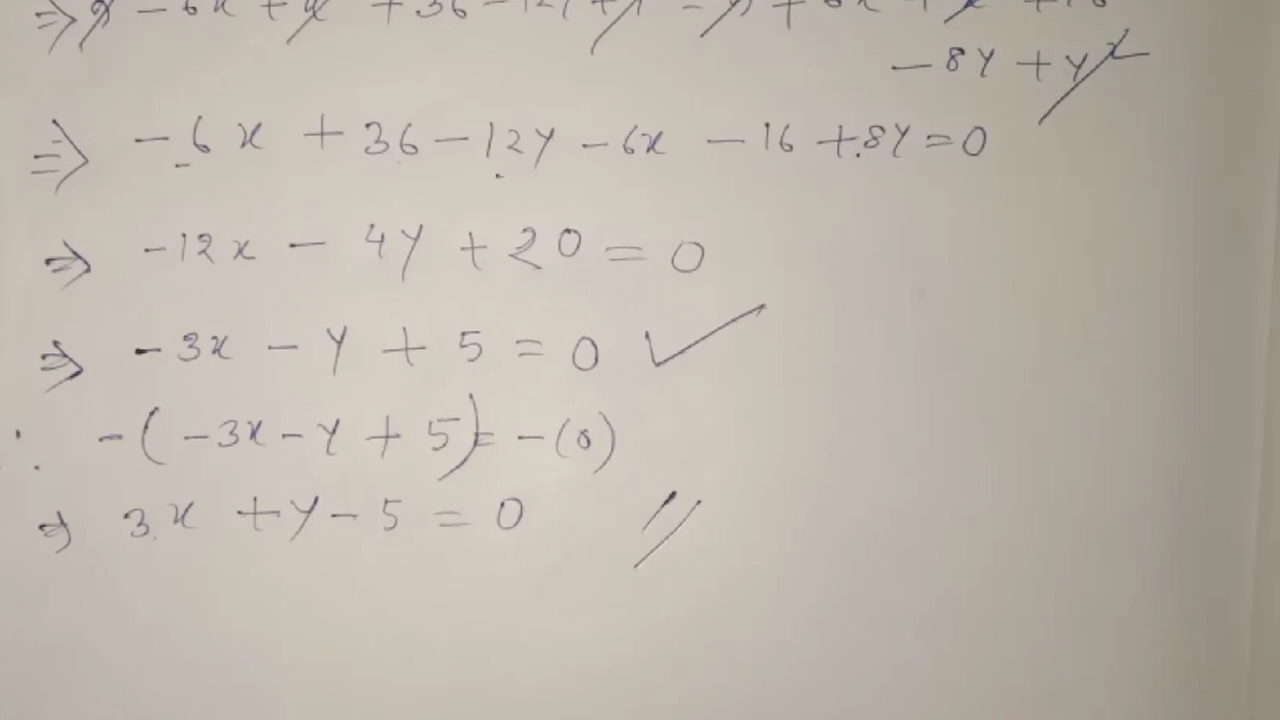 - 8y + y²
⇒ - 6x + 36 - 12y - 6x - 16 + 8y = 0
⇒ -12x - 4y + 20 = 0
⇒ - 3x - y + 5 = 0 ✓
∴ - ( -3x - y + 5 ) = - (0)
⇒ 3x + y - 5 = 0 //